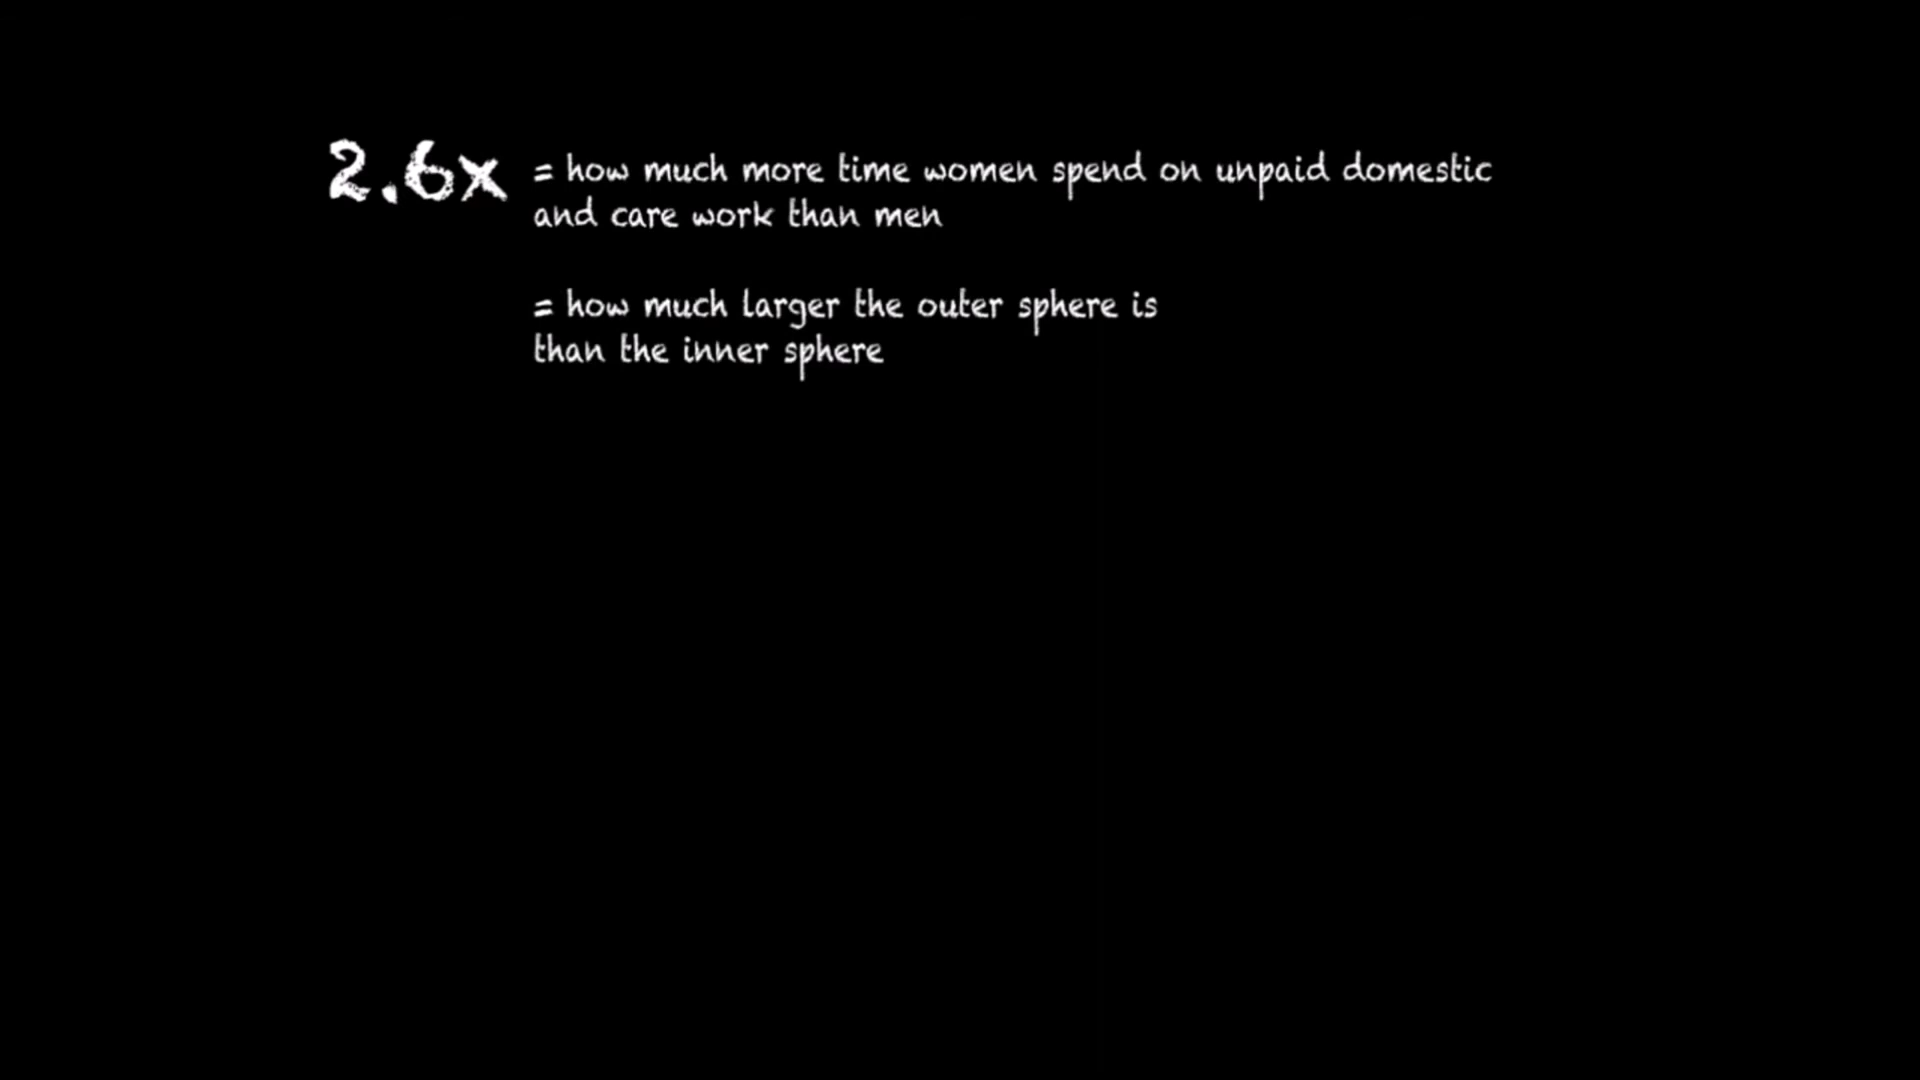 2.6x = how much more time women spend on unpaid domestic
and care work than men
= how much larger the outer sphere is
than the inner sphere